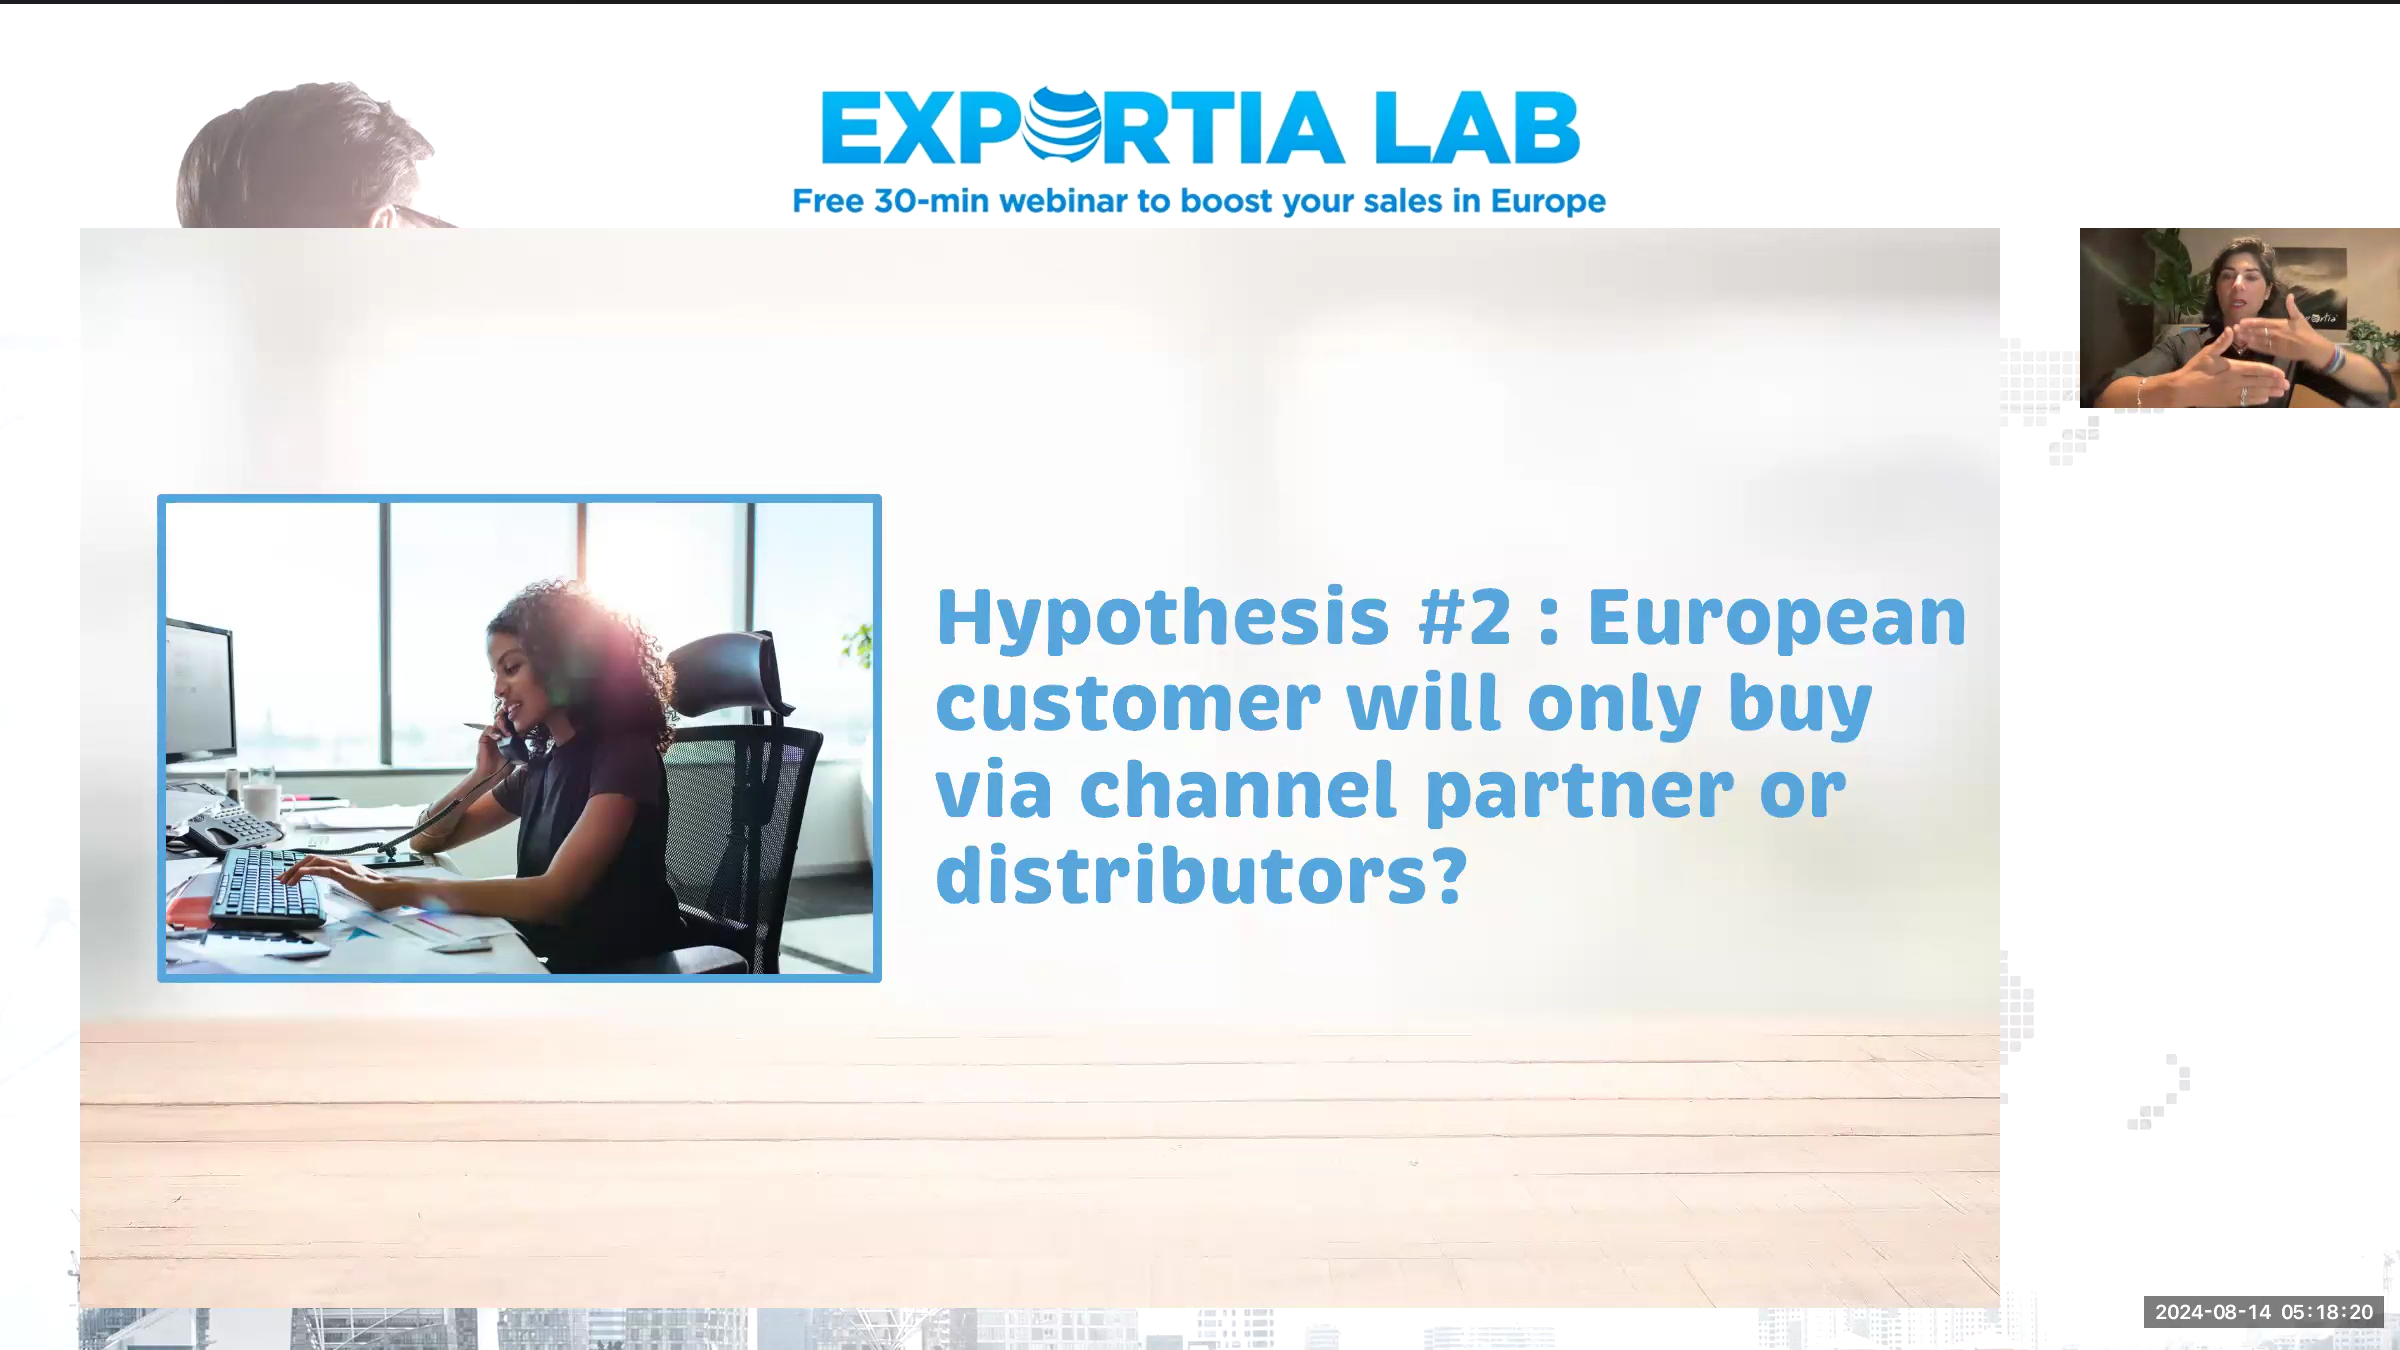 EXPORTIA LAB
Free 30-min webinar to boost your sales in Europe
Hypothesis #2 : European
customer will only buy
via channel partner or
distributors?
2024-08-14 05:18:20